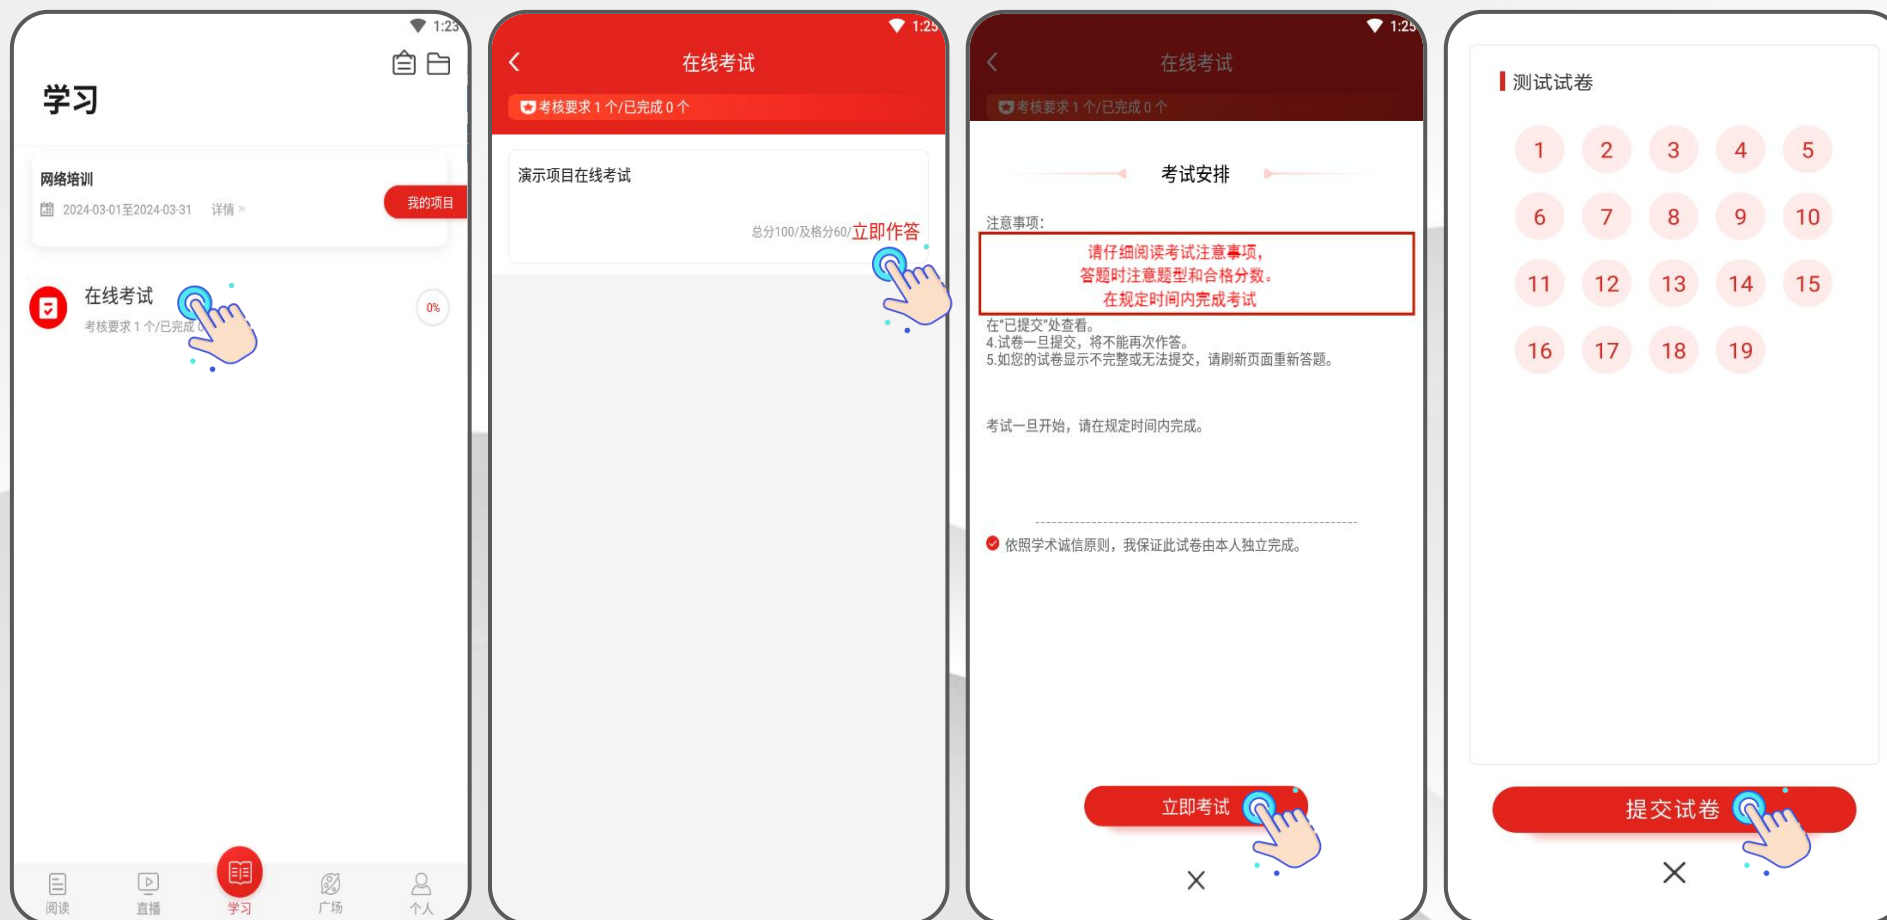 1:23
学习
网络培训
2024-03-01至2024-03-31 详情 »
我的项目
在线考试
考核要求 1 个/已完成
0%
阅读
直播
学习
广场
个人
1:25
在线考试
考核要求 1 个/已完成 0 个
演示项目在线考试
总分100/及格分60/立即作答
1:25
在线考试
考核要求 1 个/已完成 0 个
考试安排
注意事项：
请仔细阅读考试注意事项，
答题时注意题型和合格分数。
在规定时间内完成考试
在“已提交”处查看。
4.试卷一旦提交，将不能再次作答。
5.如您的试卷显示不完整或无法提交，请刷新页面重新答题。
考试一旦开始，请在规定时间内完成。
依照学术诚信原则，我保证此试卷由本人独立完成。
立即考试
测试试卷
1 2 3 4 5
6 7 8 9 10
11 12 13 14 15
16 17 18 19
提交试卷